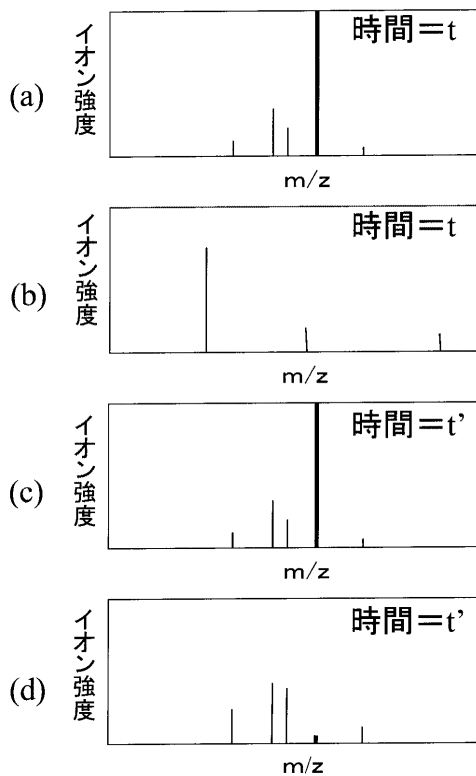 (a)
イオン強度
時間=t
m/z
(b)
イオン強度
時間=t
m/z
(c)
イオン強度
時間=t’
m/z
(d)
イオン強度
時間=t’
m/z